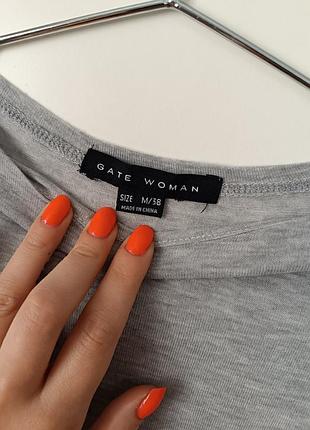 GATE WOMAN
SIZE M/38
MADE IN CHINA